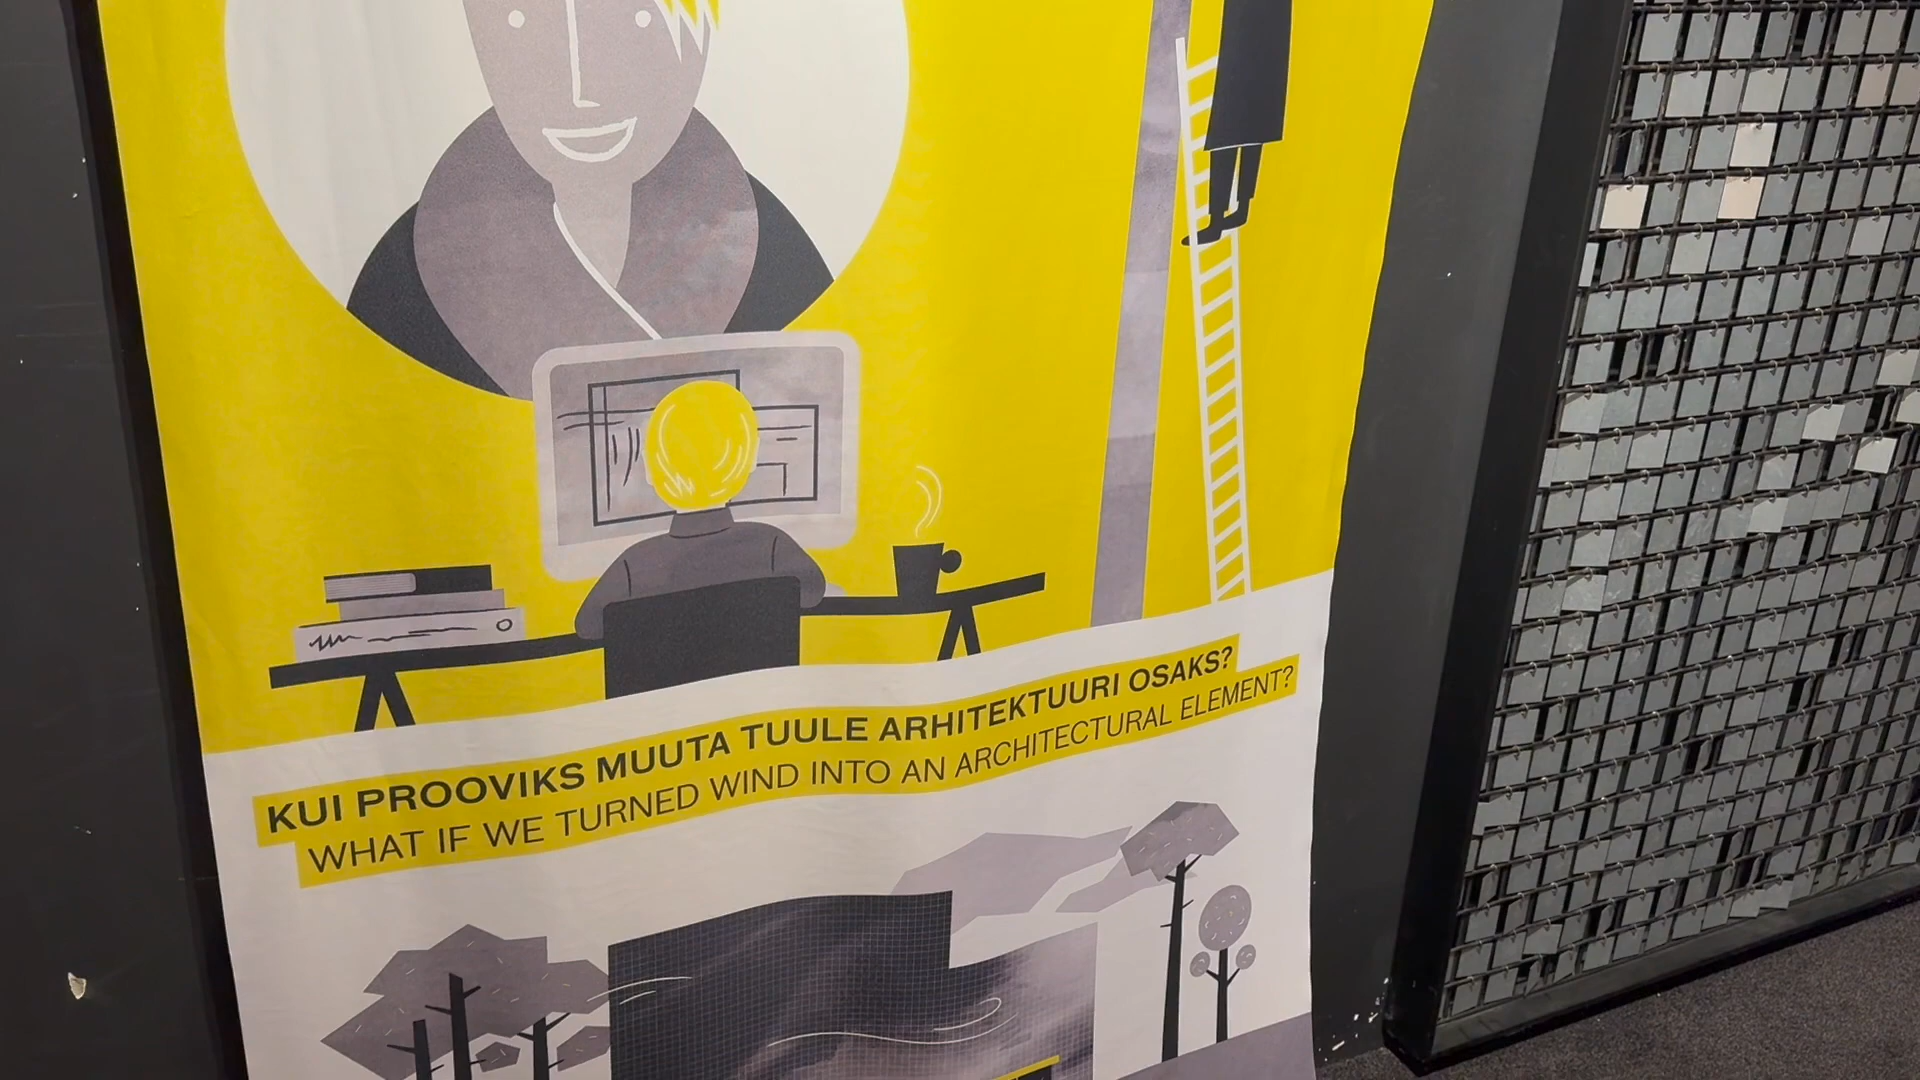 KUI PROOVIKS MUUTA TUULE ARHITEKTUURI OSAKS?
WHAT IF WE TURNED WIND INTO AN ARCHITECTURAL ELEMENT?